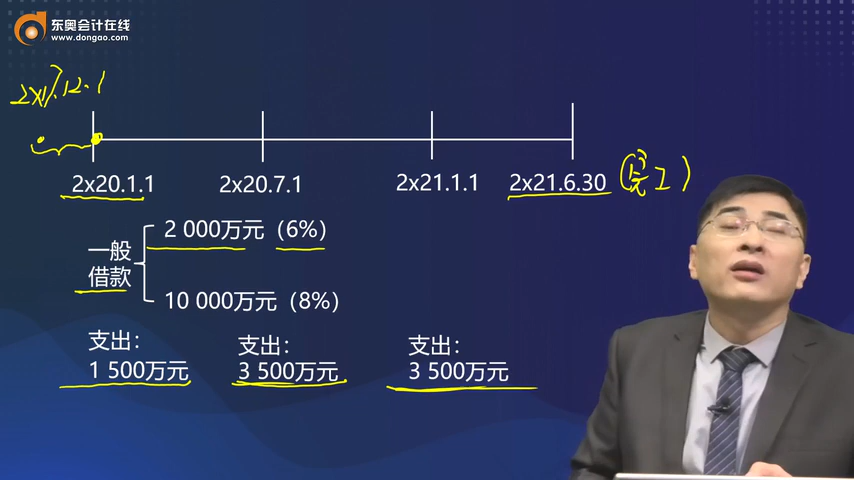 东奥会计在线
www.dongao.com
2x20.1.1
2x20.7.1
2x21.1.1
2x21.6.30
(完工)
一般
借款
2 000万元（6%）
10 000万元（8%）
支出：
1 500万元
支出：
3 500万元
支出：
3 500万元